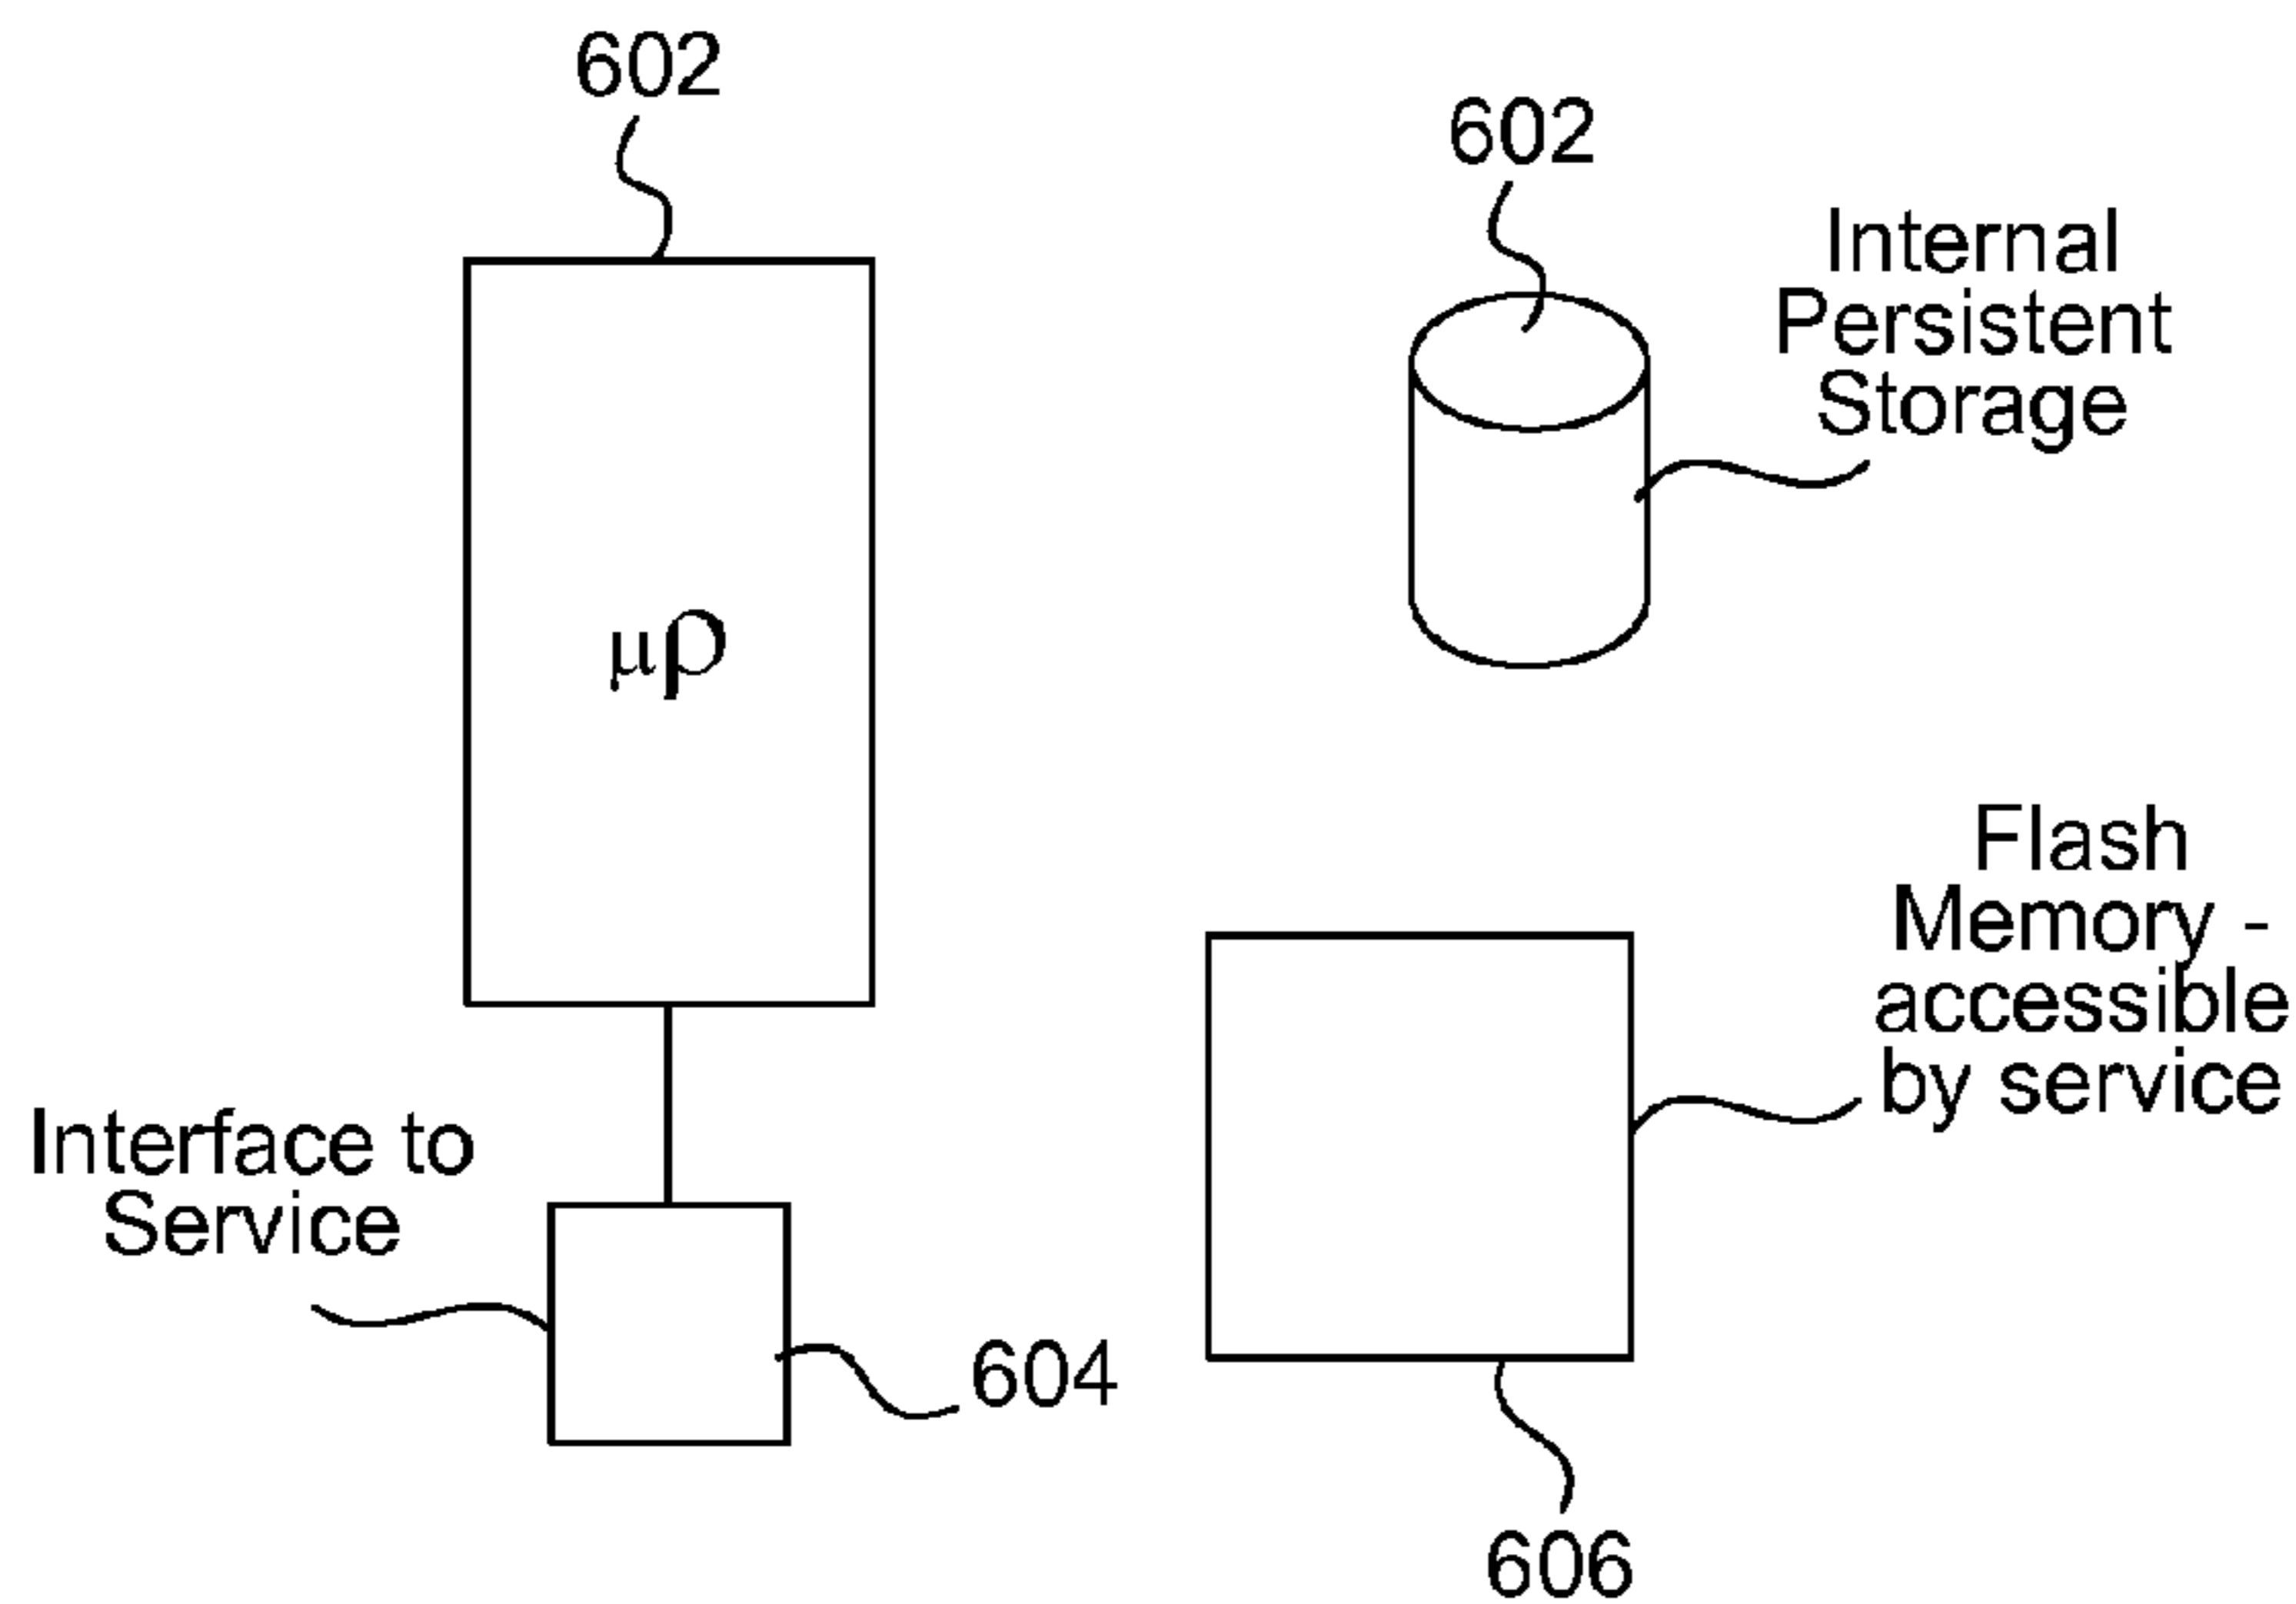 602
602
Internal
Persistent
Storage
μρ
Flash
Memory -
accessible
by service
Interface to
Service
604
606